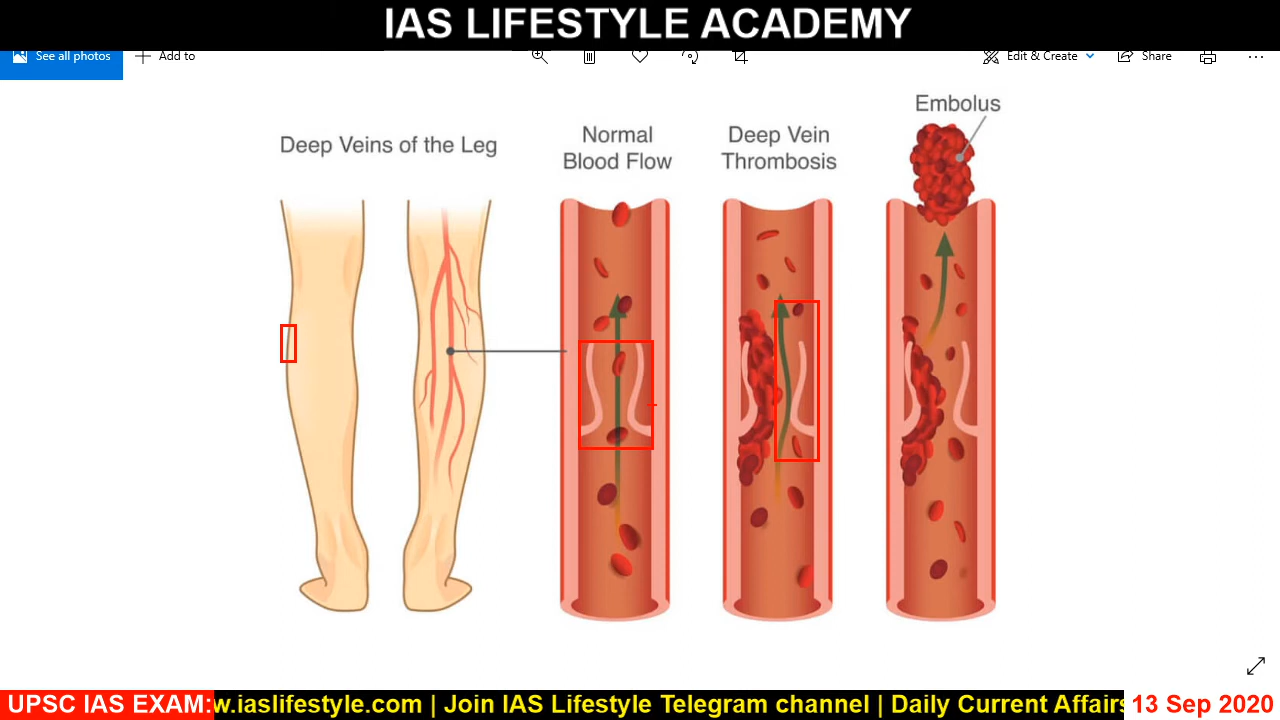 IAS LIFESTYLE ACADEMY
See all photos
Add to
Edit & Create
Share
Embolus
Deep Veins of the Leg
Normal
Blood Flow
Deep Vein
Thrombosis
UPSC IAS EXAM:
w.iaslifestyle.com | Join IAS Lifestyle Telegram channel | Daily Current Affairs
13 Sep 2020